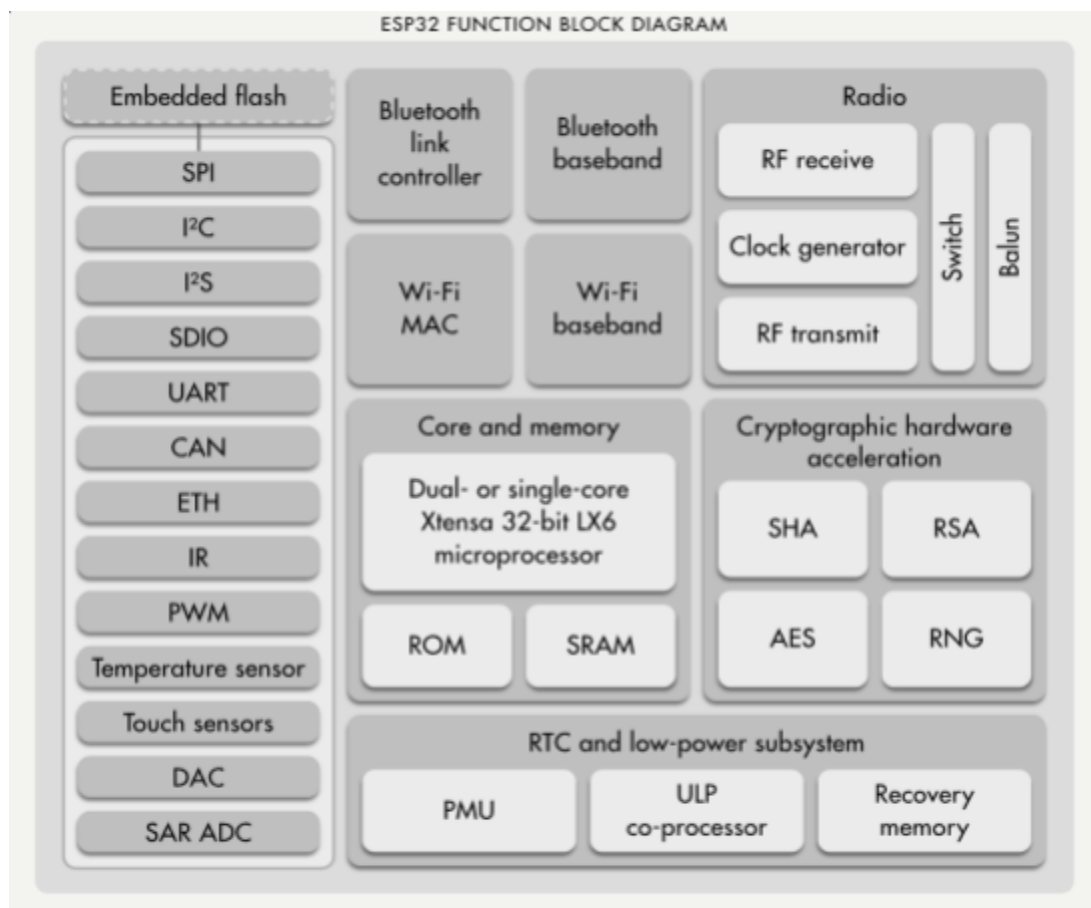 ESP32 FUNCTION BLOCK DIAGRAM
Embedded flash
SPI
I²C
I²S
SDIO
UART
CAN
ETH
IR
PWM
Temperature sensor
Touch sensors
DAC
SAR ADC
Bluetooth
link
controller
Bluetooth
baseband
Wi-Fi
MAC
Wi-Fi
baseband
Radio
RF receive
Clock generator
RF transmit
Switch
Balun
Core and memory
Dual- or single-core
Xtensa 32-bit LX6
microprocessor
ROM
SRAM
Cryptographic hardware
acceleration
SHA
RSA
AES
RNG
RTC and low-power subsystem
PMU
ULP
co-processor
Recovery
memory